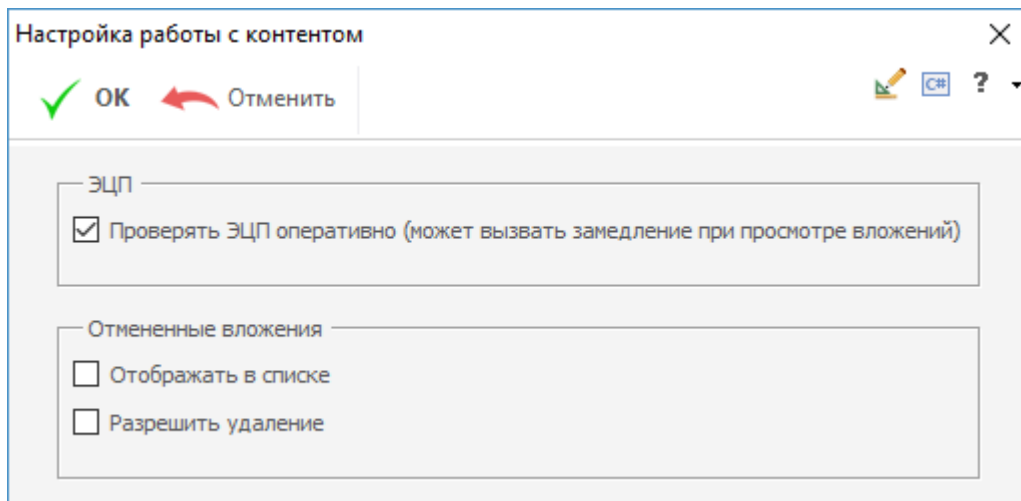 Настройка работы с контентом
ОК Отменить C# ?
ЭЦП
Проверять ЭЦП оперативно (может вызвать замедление при просмотре вложений)
Отмененные вложения
Отображать в списке
Разрешить удаление